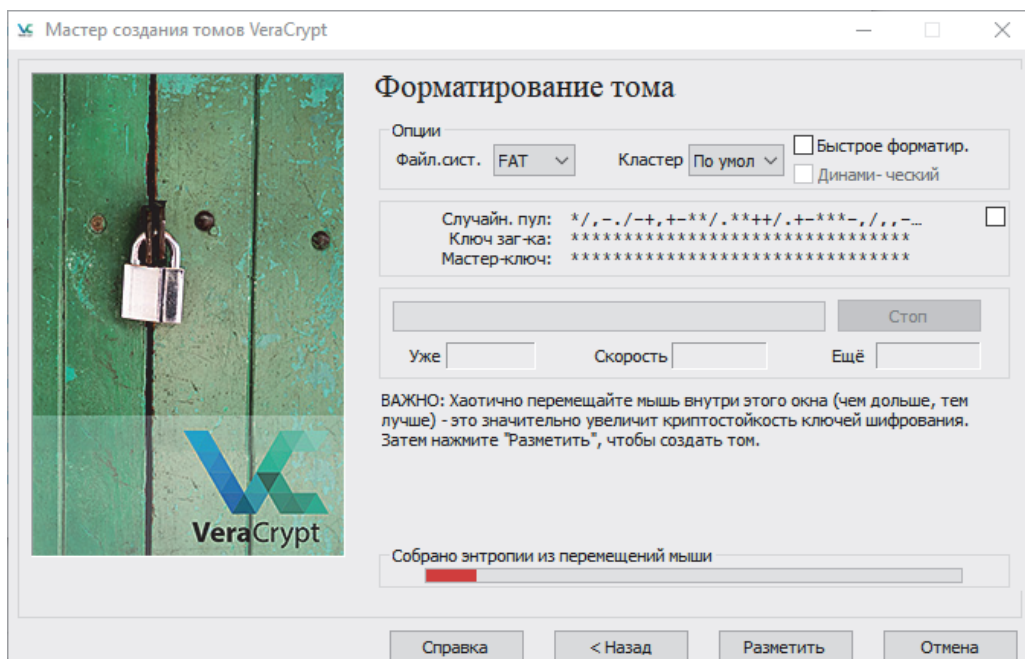 Мастер создания томов VeraCrypt
Форматирование тома
Опции
Файл.сист. FAT Кластер По умол Быстрое форматир.
Динами- ческий
Случайн. пул: */,-./-+,+-**/.**++/.+-***-,/,,-…
Ключ заг-ка: ********************************
Мастер-ключ: ********************************
Стоп
Уже Скорость Ещё
ВАЖНО: Хаотично перемещайте мышь внутри этого окна (чем дольше, тем
лучше) - это значительно увеличит криптостойкость ключей шифрования.
Затем нажмите "Разметить", чтобы создать том.
VeraCrypt
Собрано энтропии из перемещений мыши
Справка < Назад Разметить Отмена